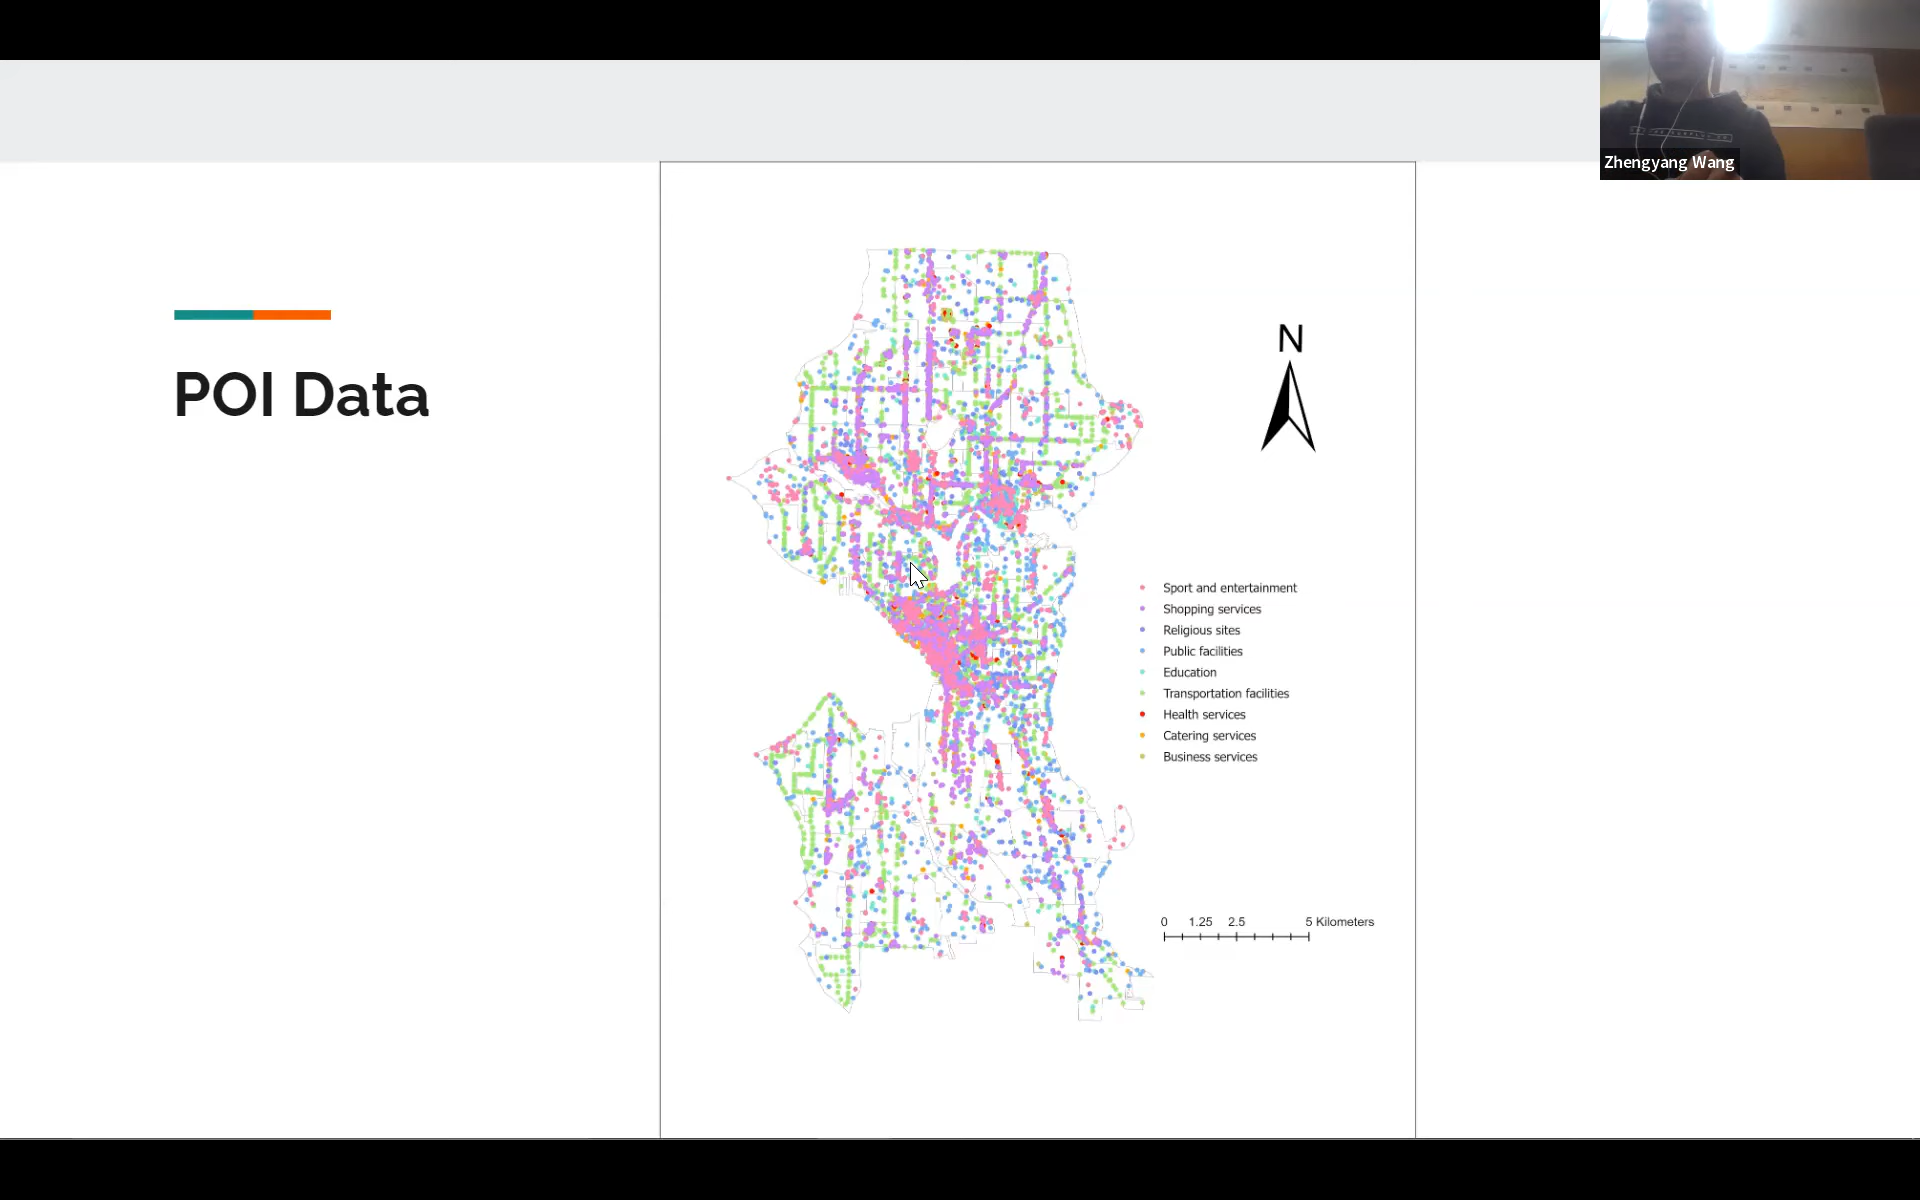 Zhengyang Wang
POI Data
N
Sport and entertainment
Shopping services
Religious sites
Public facilities
Education
Transportation facilities
Health services
Catering services
Business services
0 1.25 2.5 5 Kilometers